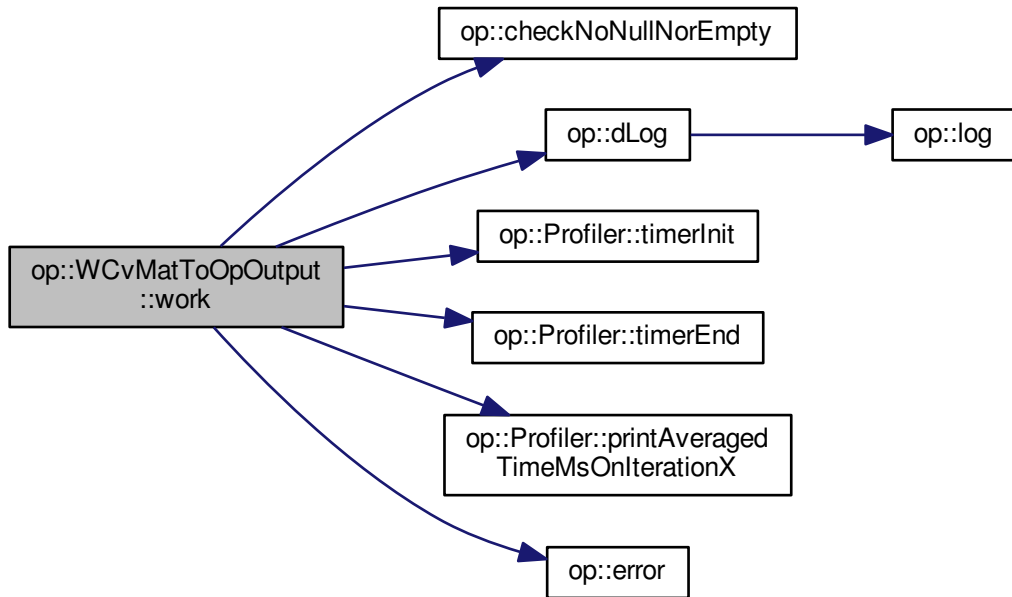 op::checkNoNullNorEmpty
op::dLog
op::log
op::Profiler::timerInit
op::WCvMatToOpOutput
::work
op::Profiler::timerEnd
op::Profiler::printAveraged
TimeMsOnIterationX
op::error